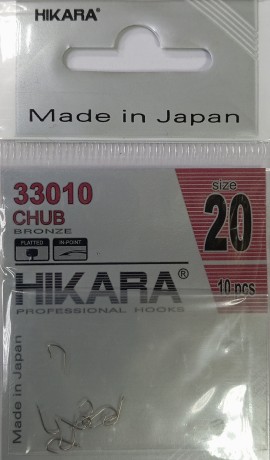 HIKARA®
Made in Japan
33010
CHUB
BRONZE
PLATTED
IN-POINT
size
20
10 pcs
HIKARA®
PROFESSIONAL HOOKS
Made in Japan